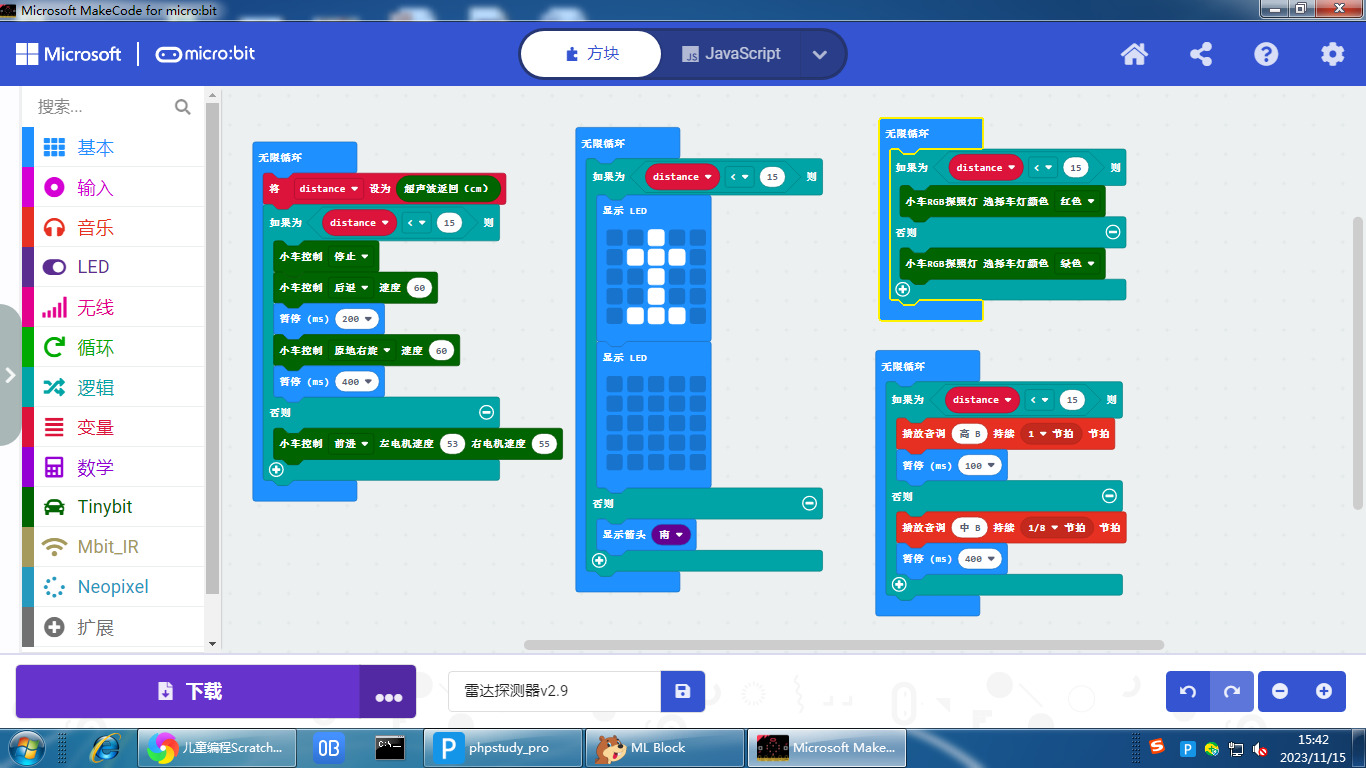 Microsoft MakeCode for micro:bit
Microsoft | micro:bit
方块
JavaScript
搜索...
基本
输入
音乐
LED
无线
循环
逻辑
变量
数学
Tinybit
Mbit_IR
Neopixel
扩展
无限循环
将 distance 设为 超声波返回（cm）
如果为 distance < 15 则
小车控制 停止
小车控制 后退 速度 60
暂停 (ms) 200
小车控制 原地右旋 速度 60
暂停 (ms) 400
否则
小车控制 前进 左电机速度 53 右电机速度 55
无限循环
如果为 distance < 15 则
显示 LED
显示 LED
否则
显示箭头 南
无限循环
如果为 distance < 15 则
小车RGB探照灯 选择车灯颜色 红色
否则
小车RGB探照灯 选择车灯颜色 绿色
无限循环
如果为 distance < 15 则
播放音调 高 B 持续 1 节拍 节拍
暂停 (ms) 100
否则
播放音调 中 B 持续 1/8 节拍 节拍
暂停 (ms) 400
下载
雷达探测器v2.9
儿童编程Scratch...
OB
C:\_
phpstudy_pro
ML Block
Microsoft Make...
15:42
2023/11/15